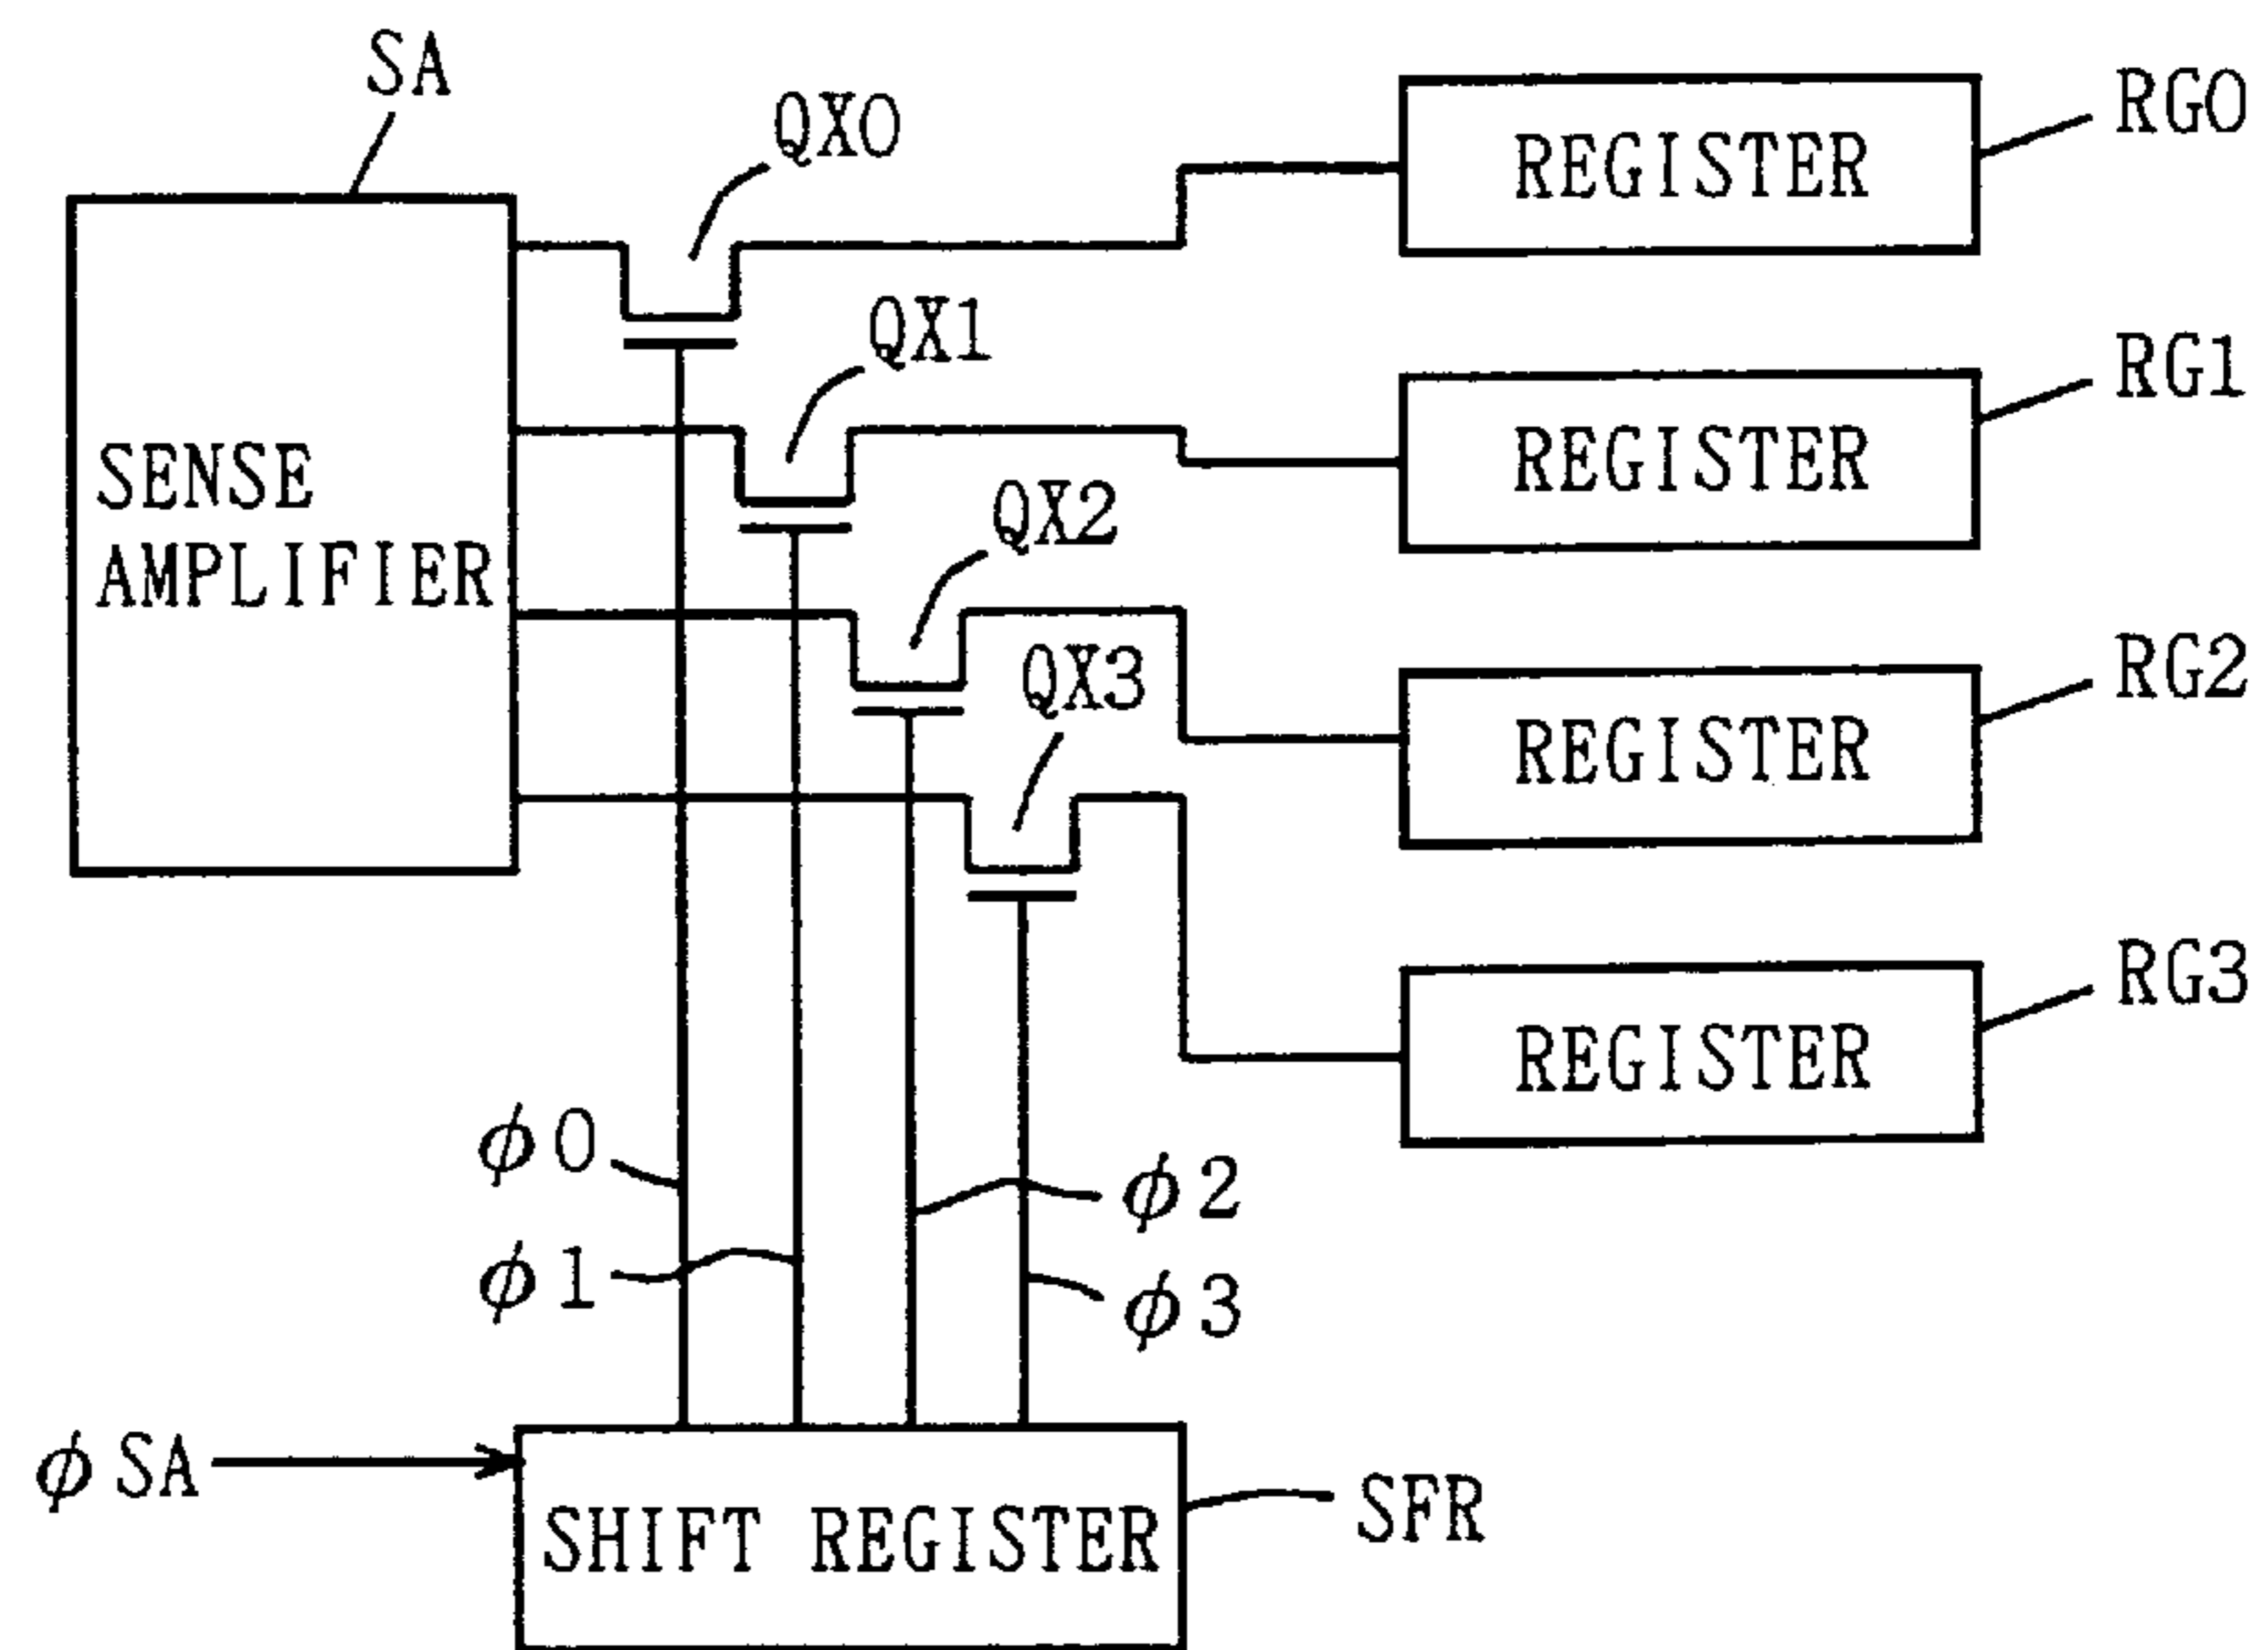 SA
QX0
RG0
REGISTER
QX1
RG1
REGISTER
SENSE
AMPLIFIER
QX2
QX3
RG2
REGISTER
RG3
REGISTER
φ0
φ2
φ1
φ3
φSA
SFR
SHIFT REGISTER